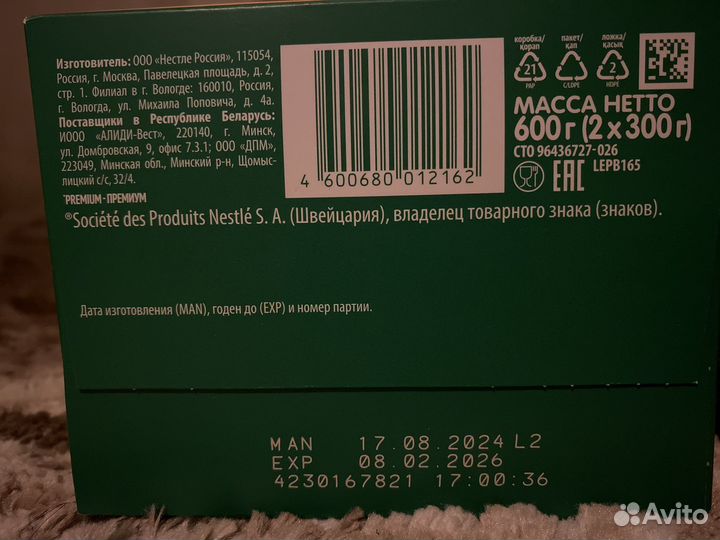 Изготовитель: ООО «Нестле Россия», 115054,
Россия, г. Москва, Павелецкая площадь, д. 2,
стр. 1. Филиал в г. Вологде: 160010, Россия,
г. Вологда, ул. Михаила Поповича, д. 4а.
Поставщики в Республике Беларусь:
ИООО «АЛИДИ-Вест», 220140, г. Минск,
ул. Домбровская, 9, офис 7.3.1; ООО «ДПМ»,
223049, Минская обл., Минский р-н, Щомыс-
лицкий с/с, 32/4.
*PREMIUM - ПРЕМИУМ
4 600680 012162
коробка/қорап
21
PAP
пакет/қап
4
C/LDPE
ложка/қасық
2
HDPE
МАССА НЕТТО
600 г (2 x 300 г)
СТО 96436727-026
LEPB165
EAC
®Société des Produits Nestlé S. A. (Швейцария), владелец товарного знака (знаков).
Дата изготовления (MAN), годен до (EXP) и номер партии.
MAN 17.08.2024 L2
EXP 08.02.2026
4230167821 17:00:36
Avito